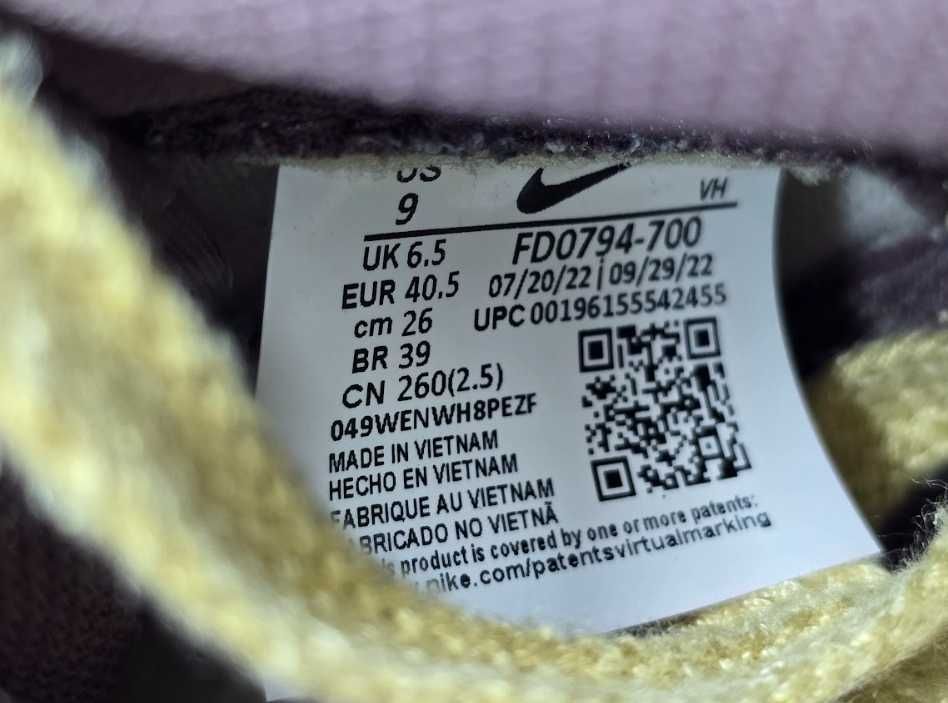 US
9
VH
UK 6.5
FD0794-700
EUR 40.5
07/20/22 | 09/29/22
cm 26
UPC 00196155542455
BR 39
CN 260(2.5)
049WENWH8PEZF
MADE IN VIETNAM
HECHO EN VIETNAM
FABRIQUE AU VIETNAM
BRICADO NO VIETNÃ
product is covered by one or more patents:
nike.com/patentsvirtualmarking